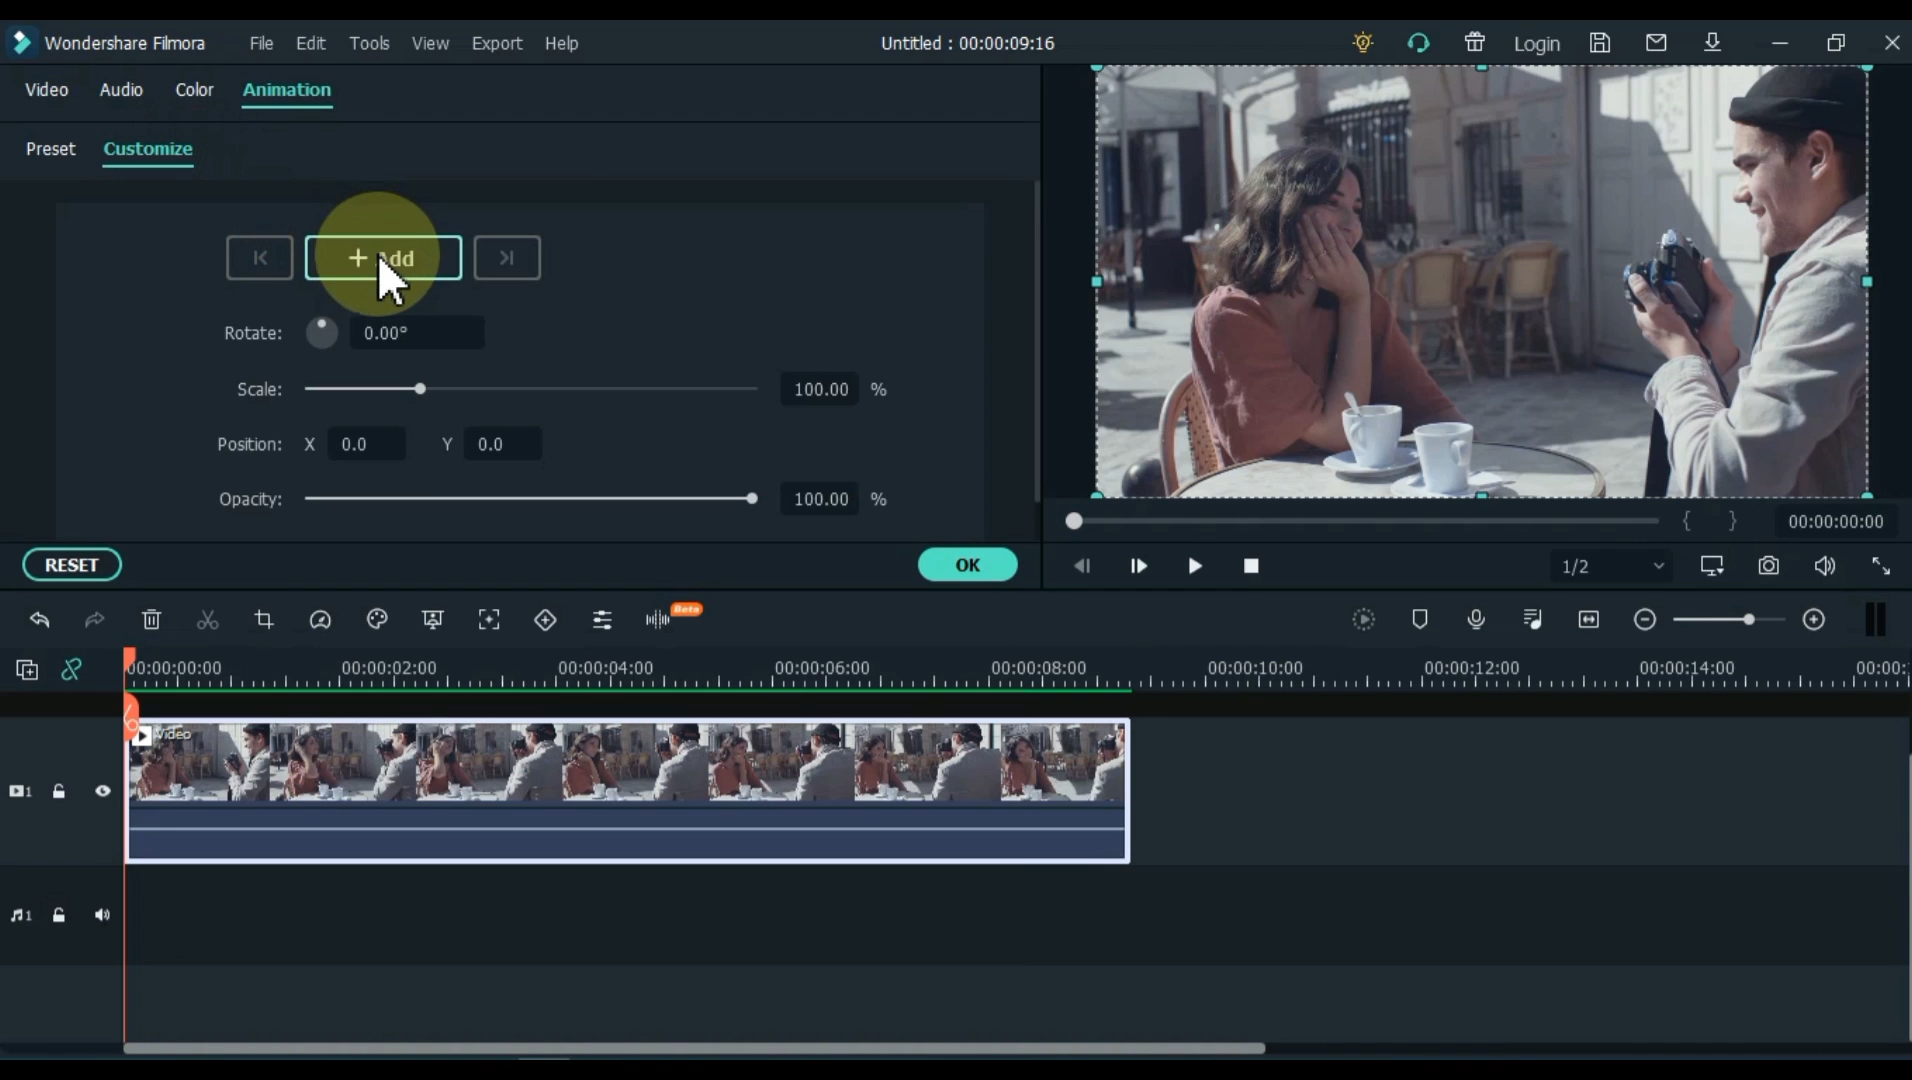 Wondershare Filmora File Edit Tools View Export Help Untitled : 00:00:09:16 Login
Video Audio Color Animation
Preset Customize
+ Add
Rotate: 0.00°
Scale: 100.00 %
Position: X 0.0 Y 0.0
Opacity: 100.00 %
{ } 00:00:00:00
RESET OK
1/2
Beta
00:00:00:00 00:00:02:00 00:00:04:00 00:00:06:00 00:00:08:00 00:00:10:00 00:00:12:00 00:00:14:00 00:00:
Video
1
1